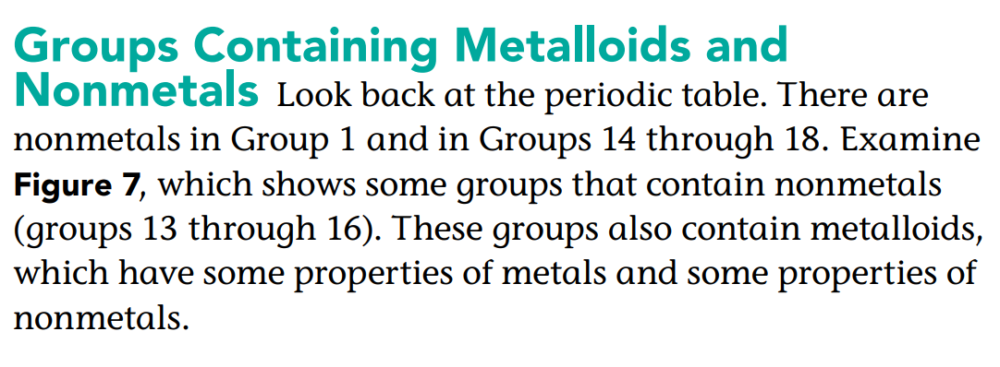 Groups Containing Metalloids and
Nonmetals Look back at the periodic table. There are
nonmetals in Group 1 and in Groups 14 through 18. Examine
Figure 7, which shows some groups that contain nonmetals
(groups 13 through 16). These groups also contain metalloids,
which have some properties of metals and some properties of
nonmetals.